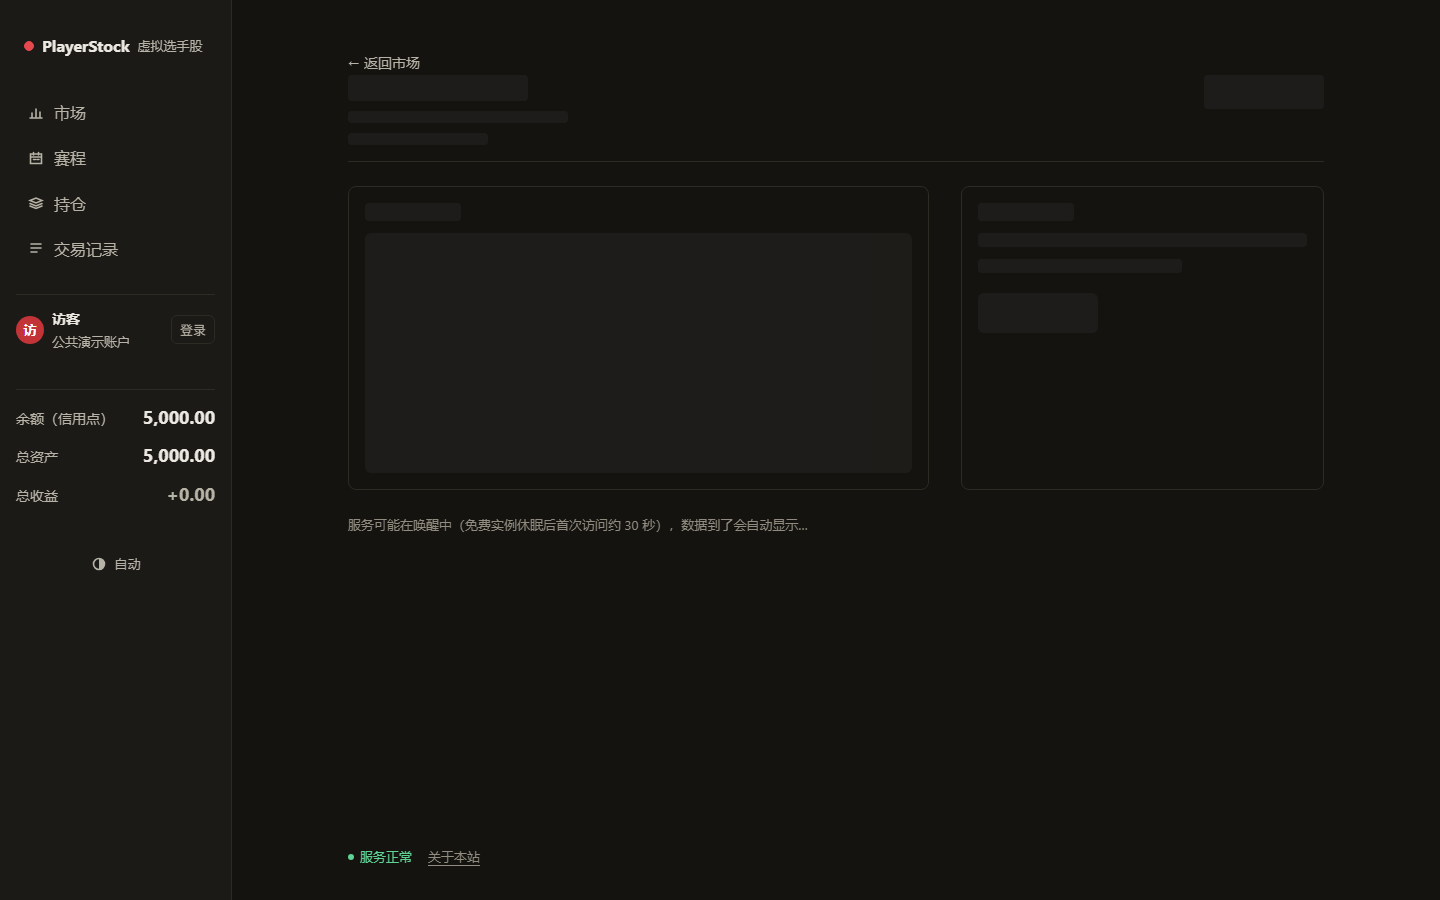 PlayerStock 虚拟选手股
市场
赛程
持仓
交易记录
访
访客
公共演示账户
登录
余额（信用点） 5,000.00
总资产 5,000.00
总收益 +0.00
自动
← 返回市场
服务可能在唤醒中（免费实例休眠后首次访问约 30 秒），数据到了会自动显示...
服务正常 关于本站